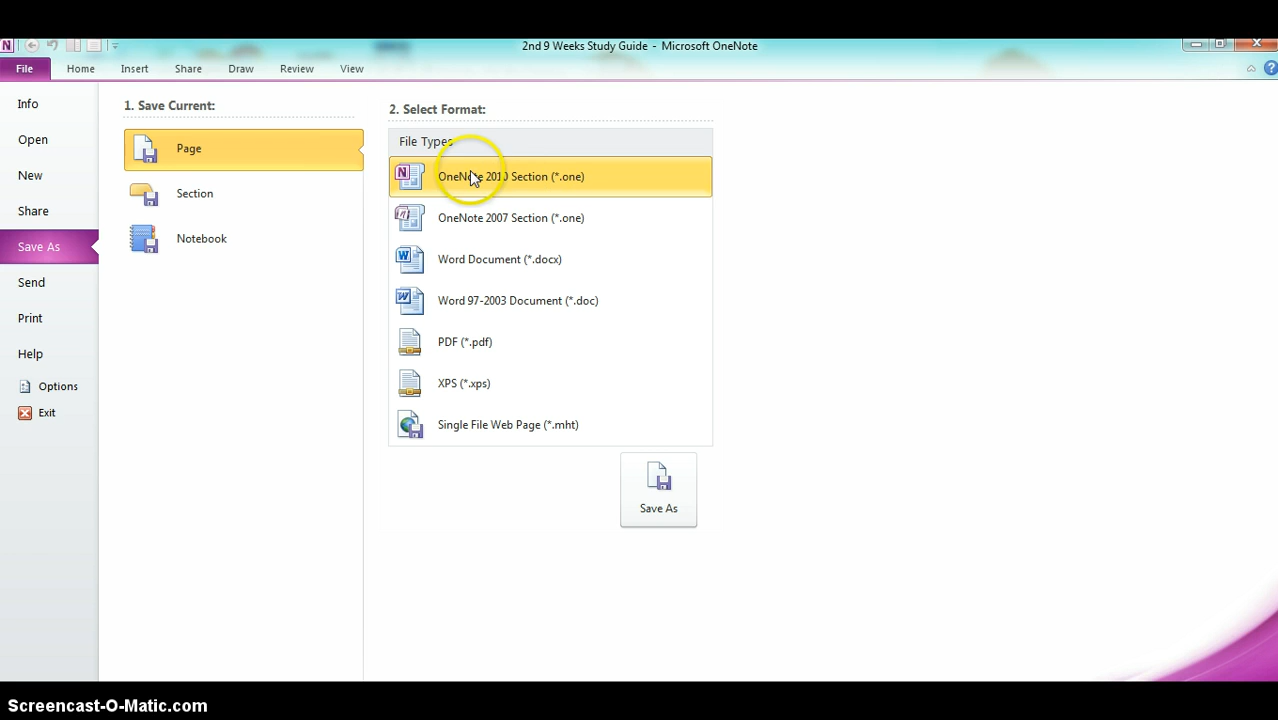 2nd 9 Weeks Study Guide - Microsoft OneNote
File Home Insert Share Draw Review View
Info
Open
New
Share
Save As
Send
Print
Help
Options
Exit
1. Save Current:
Page
Section
Notebook
2. Select Format:
File Types
OneNote 2010 Section (*.one)
OneNote 2007 Section (*.one)
Word Document (*.docx)
Word 97-2003 Document (*.doc)
PDF (*.pdf)
XPS (*.xps)
Single File Web Page (*.mht)
Save As
Screencast-O-Matic.com